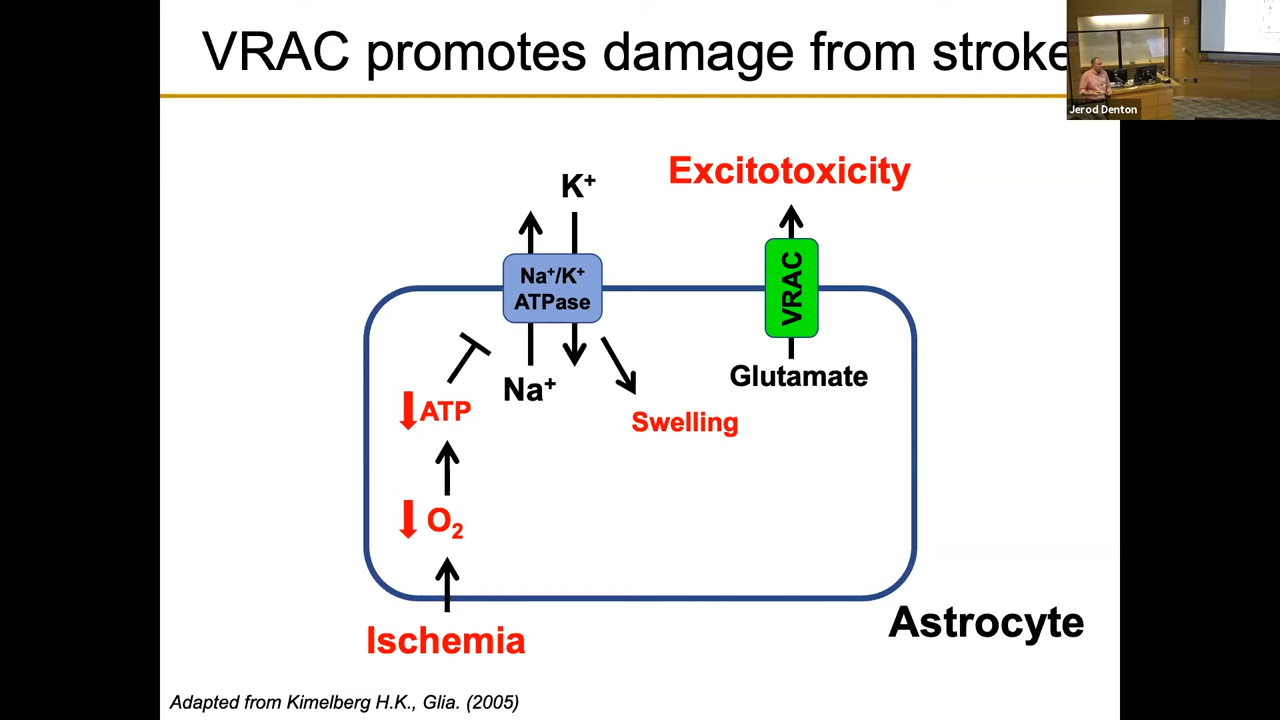 VRAC promotes damage from stroke
Jerod Denton
Excitotoxicity
K⁺
Na⁺/K⁺
ATPase
VRAC
Na⁺
Glutamate
ATP
Swelling
O₂
Ischemia
Astrocyte
Adapted from Kimelberg H.K., Glia. (2005)